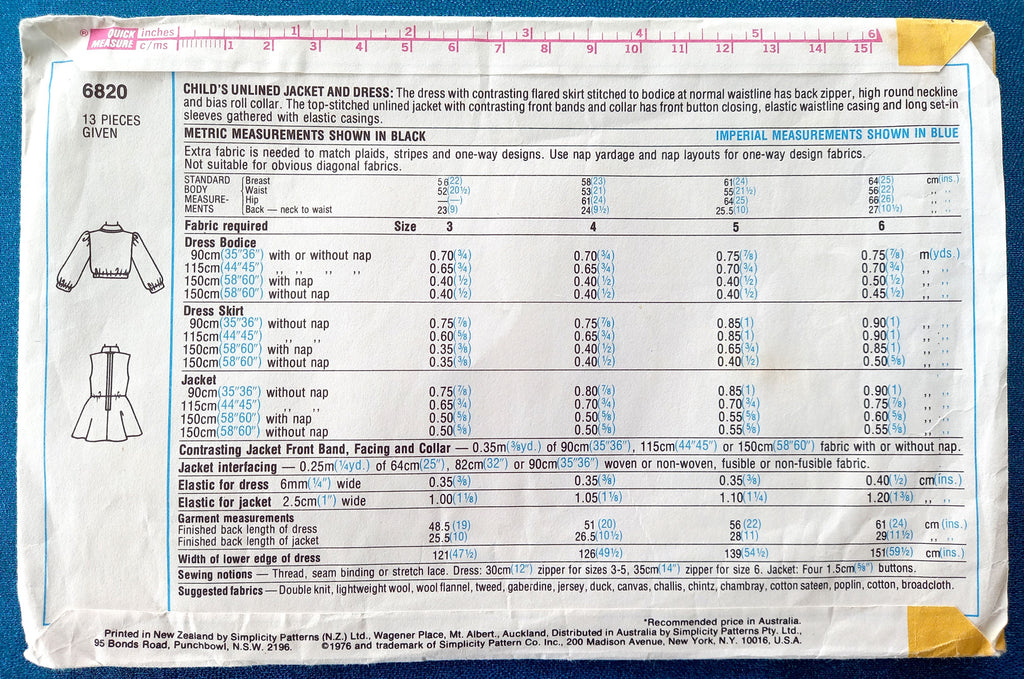 ® QUICK MEASURE inches 1 2 3 4 5 6
c/ms 1 2 3 4 5 6 7 8 9 10 11 12 13 14 15
6820
13 PIECES
GIVEN
CHILD'S UNLINED JACKET AND DRESS: The dress with contrasting flared skirt stitched to bodice at normal waistline has back zipper, high round neckline
and bias roll collar. The top-stitched unlined jacket with contrasting front bands and collar has front button closing, elastic waistline casing and long set-in
sleeves gathered with elastic casings.
METRIC MEASUREMENTS SHOWN IN BLACK IMPERIAL MEASUREMENTS SHOWN IN BLUE
Extra fabric is needed to match plaids, stripes and one-way designs. Use nap yardage and nap layouts for one-way design fabrics.
Not suitable for obvious diagonal fabrics.
STANDARD Breast 56(22) 58(23) 61(24) 64(25) cm(ins.)
BODY Waist 52(20½) 53(21) 55(21½) 56(22) ,, ,,
MEASURE- Hip —(—) 61(24) 64(25) 66(26) ,, ,,
MENTS Back — neck to waist 23(9) 24(9½) 25.5(10) 27(10½) ,, ,,
Fabric required Size 3 4 5 6
Dress Bodice
90cm(35"36") with or without nap 0.70(¾) 0.70(¾) 0.75(⅞) 0.75(⅞) m(yds.)
115cm(44"45") ,, ,, ,, ,, 0.65(¾) 0.65(¾) 0.70(¾) 0.70(¾) ,, ,,
150cm(58"60") with nap 0.40(½) 0.40(½) 0.40(½) 0.50(½) ,, ,,
150cm(58"60") without nap 0.40(½) 0.40(½) 0.40(½) 0.45(½) ,, ,,
Dress Skirt
90cm(35"36") without nap 0.75(⅞) 0.75(⅞) 0.85(1) 0.90(1) ,, ,,
115cm(44"45") ,, ,, 0.60(⅝) 0.65(¾) 0.85(1) 0.90(1) ,, ,,
150cm(58"60") with nap 0.35(⅜) 0.40(½) 0.65(¾) 0.85(1) ,, ,,
150cm(58"60") without nap 0.35(⅜) 0.40(½) 0.40(½) 0.50(⅝) ,, ,,
Jacket
90cm(35"36") without nap 0.75(⅞) 0.80(⅞) 0.85(1) 0.90(1) ,, ,,
115cm(44"45") ,, ,, 0.65(¾) 0.70(¾) 0.70(¾) 0.75(⅞) ,, ,,
150cm(58"60") with nap 0.50(⅝) 0.50(⅝) 0.55(⅝) 0.60(⅝) ,, ,,
150cm(58"60") without nap 0.50(⅝) 0.50(⅝) 0.55(⅝) 0.55(⅝) ,, ,,
Contrasting Jacket Front Band, Facing and Collar — 0.35m(⅜yd.) of 90cm(35"36"), 115cm(44"45") or 150cm(58"60") fabric with or without nap.
Jacket interfacing — 0.25m(¼yd.) of 64cm(25"), 82cm(32") or 90cm(35"36") woven or non-woven, fusible or non-fusible fabric.
Elastic for dress 6mm(¼") wide 0.35(⅜) 0.35(⅜) 0.35(⅜) 0.40(½) cm(ins.)
Elastic for jacket 2.5cm(1") wide 1.00(1⅛) 1.05(1⅛) 1.10(1¼) 1.20(1⅜) ,, ,,
Garment measurements
Finished back length of dress 48.5(19) 51(20) 56(22) 61(24) cm(ins.)
Finished back length of jacket 25.5(10) 26.5(10½) 28(11) 29(11½) ,, ,,
Width of lower edge of dress 121(47½) 126(49½) 139(54½) 151(59½) cm(ins.)
Sewing notions — Thread, seam binding or stretch lace. Dress: 30cm(12") zipper for sizes 3-5, 35cm(14") zipper for size 6. Jacket: Four 1.5cm(⅝") buttons.
Suggested fabrics — Double knit, lightweight wool, wool flannel, tweed, gaberdine, jersey, duck, canvas, challis, chintz, chambray, cotton sateen, poplin, cotton, broadcloth.
*Recommended price in Australia.
Printed in New Zealand by Simplicity Patterns (N.Z.) Ltd., Wagener Place, Mt. Albert., Auckland, Distributed in Australia by Simplicity Patterns Pty. Ltd.,
95 Bonds Road, Punchbowl, N.S.W. 2196. ©1976 and trademark of Simplicity Pattern Co. Inc., 200 Madison Avenue, New York, N.Y. 10016, U.S.A.